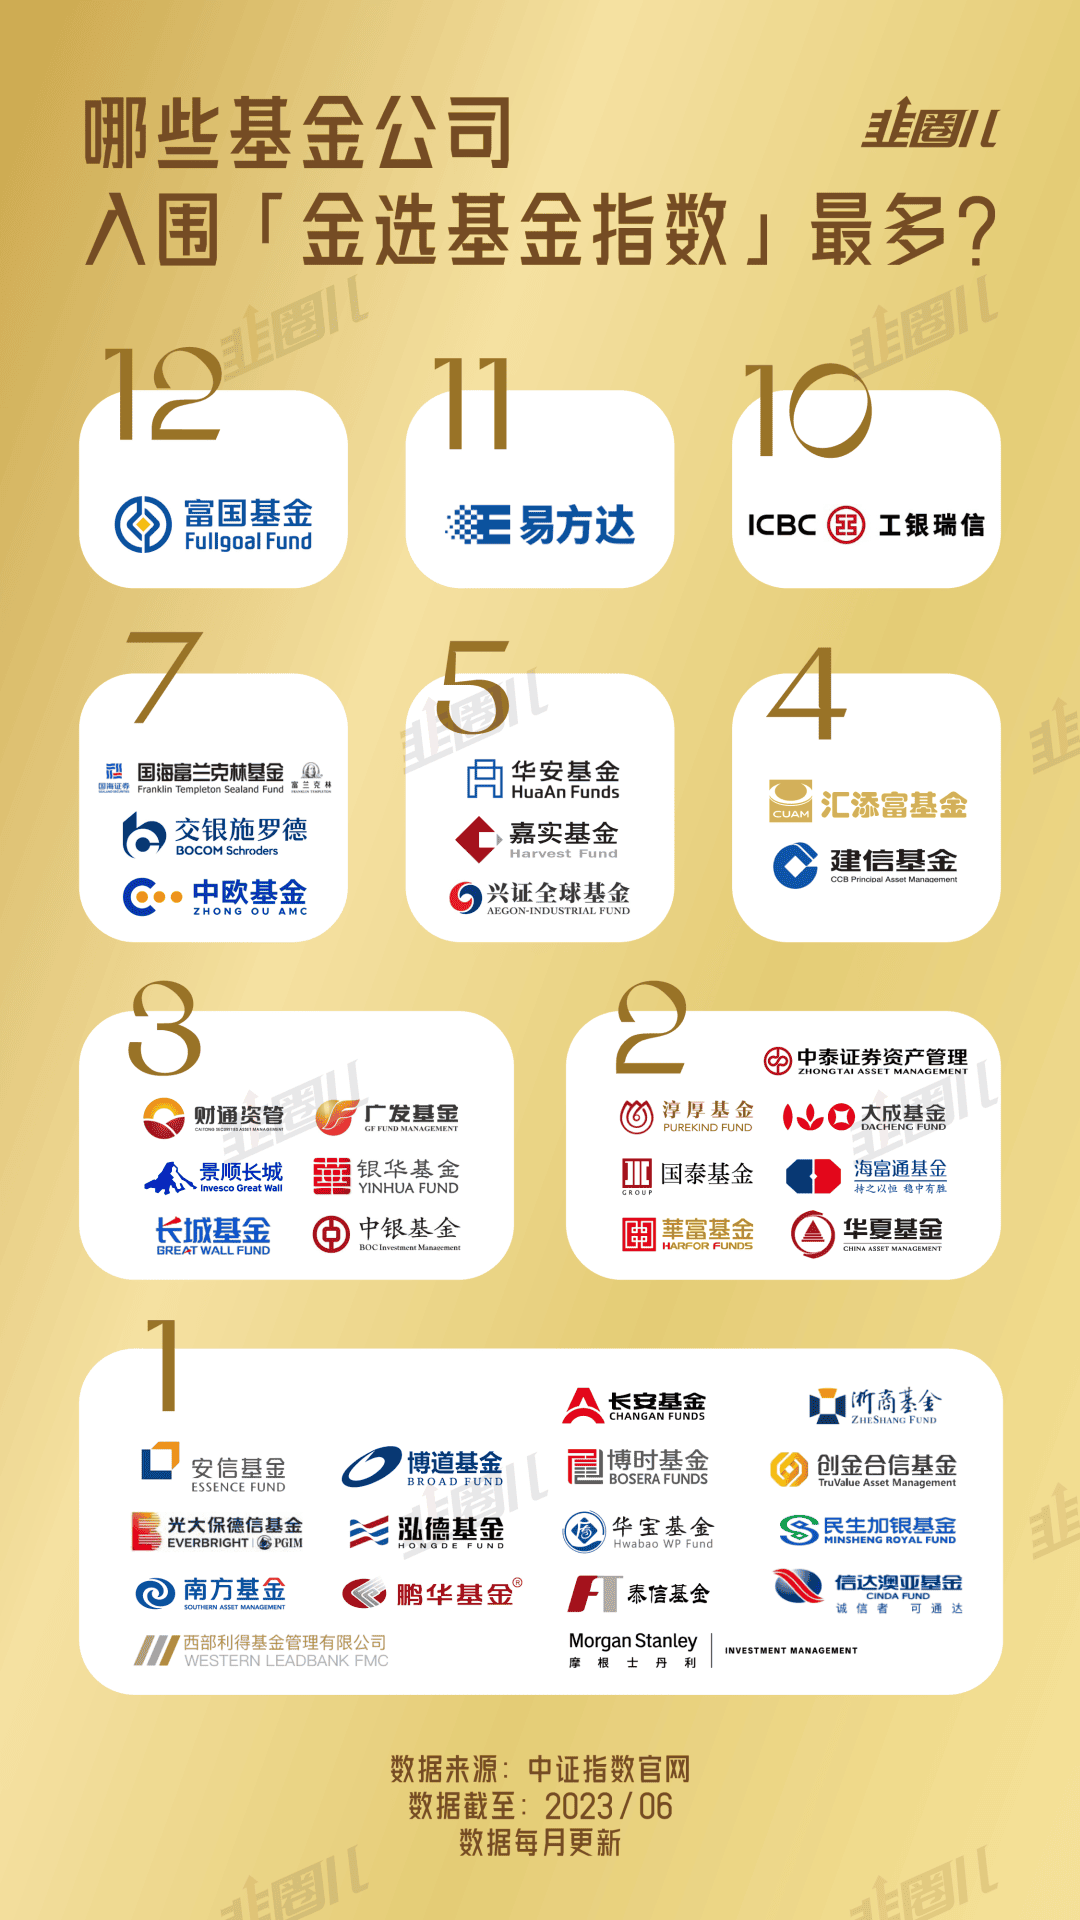 哪些基金公司
韭圈儿
入围「金选基金指数」最多?
12
富国基金
Fullgoal Fund
11
易方达
10
ICBC 工银瑞信
7
国海证券 国海富兰克林基金 富兰克林
Franklin Templeton Sealand Fund
交银施罗德
BOCOM Schroders
中欧基金
ZHONG OU AMC
5
华安基金
HuaAn Funds
嘉实基金
Harvest Fund
兴证全球基金
AEGON-INDUSTRIAL FUND
4
CUAM 汇添富基金
建信基金
CCB Principal Asset Management
3
财通资管
CAITONG SECURITIES ASSET MANAGEMENT
广发基金
GF FUND MANAGEMENT
景顺长城
Invesco Great Wall
银华基金
YINHUA FUND
长城基金
GREAT WALL FUND
中银基金
BOC Investment Management
2
中泰证券资产管理
ZHONGTAI ASSET MANAGEMENT
淳厚基金
PUREKIND FUND
大成基金
DACHENG FUND
国泰基金
GROUP
海富通基金
持之以恒 稳中有胜
華富基金
HARFOR FUNDS
华夏基金
CHINA ASSET MANAGEMENT
1
长安基金
CHANGAN FUNDS
浙商基金
ZHESHANG FUND
安信基金
ESSENCE FUND
博道基金
BROAD FUND
博时基金
BOSERA FUNDS
创金合信基金
TruValue Asset Management
光大保德信基金
EVERBRIGHT PGIM
泓德基金
HONGDE FUND
华宝基金
Hwabao WP Fund
民生加银基金
MINSHENG ROYAL FUND
南方基金
SOUTHERN ASSET MANAGEMENT
鹏华基金®
泰信基金
信达澳亚基金
CINDA FUND
诚信者 可通达
西部利得基金管理有限公司
WESTERN LEADBANK FMC
Morgan Stanley
摩根士丹利
INVESTMENT MANAGEMENT
数据来源：中证指数官网
数据截至：2023/06
数据每月更新